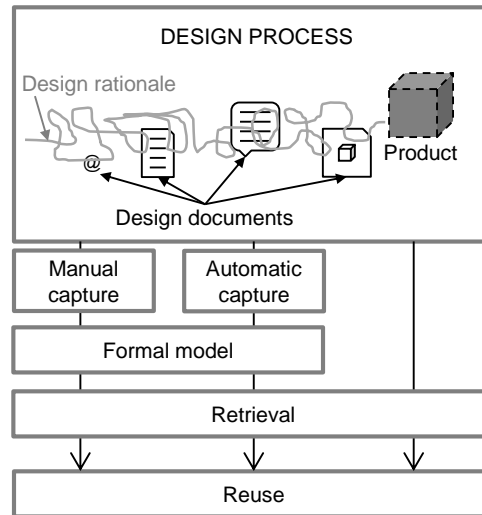 DESIGN PROCESS
Design rationale
@
Product
Design documents
Manual
capture
Automatic
capture
Formal model
Retrieval
Reuse